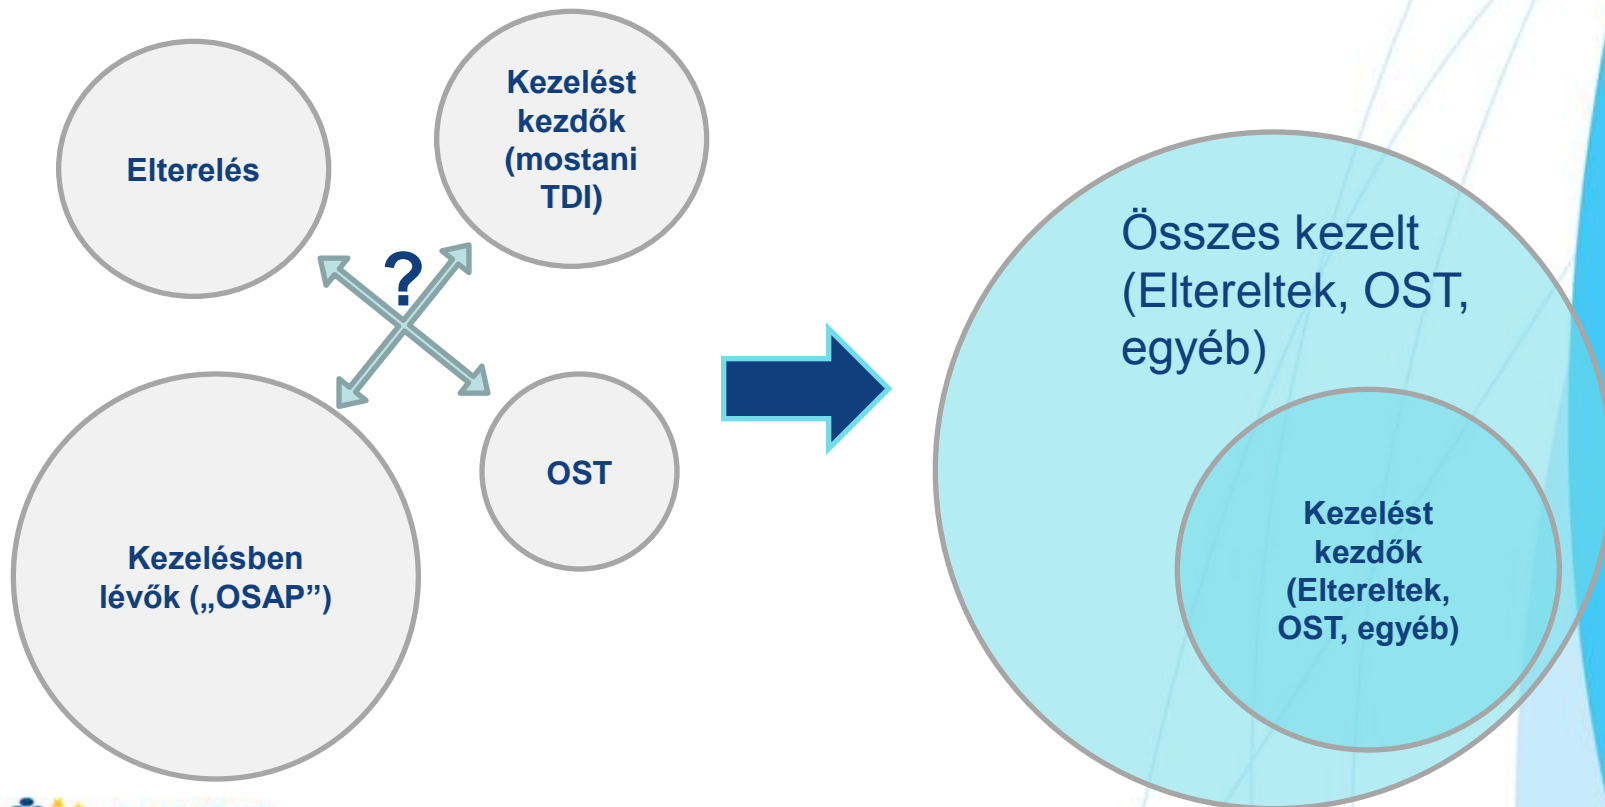 Elterelés
Kezelést
kezdők
(mostani
TDI)
?
Kezelésben
lévők („OSAP”)
OST
Összes kezelt
(Eltereltek, OST,
egyéb)
Kezelést
kezdők
(Eltereltek,
OST, egyéb)